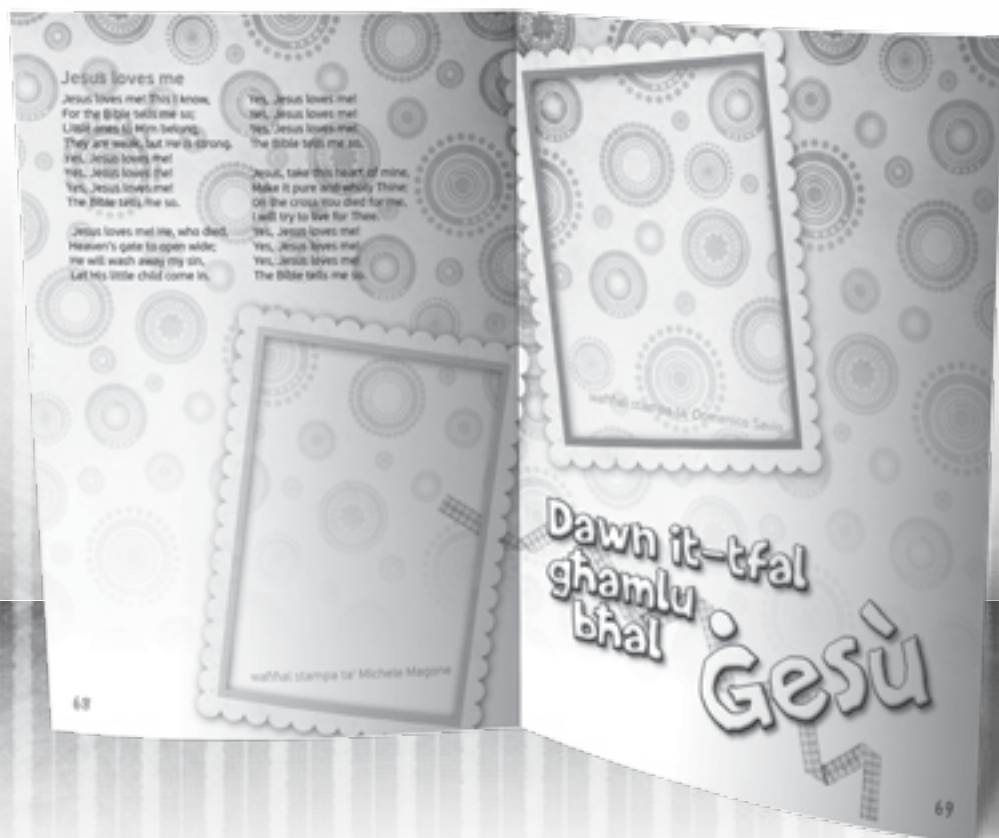 Jesus loves me
Jesus loves me! This I know,
For the Bible tells me so;
Little ones to Him belong,
They are weak, but He is strong.
Yes, Jesus loves me!
Yes, Jesus loves me!
Yes, Jesus loves me!
The Bible tells me so.
Jesus loves me! He, who died,
Heaven's gate to open wide;
He will wash away my sin,
Let His little child come in.
Yes, Jesus loves me!
Yes, Jesus loves me!
Yes, Jesus loves me!
The Bible tells me so.
Jesus, take this heart of mine,
Make it pure and wholly Thine:
On the cross You died for me,
I will try to live for Thee.
Yes, Jesus loves me!
Yes, Jesus loves me!
Yes, Jesus loves me!
The Bible tells me so.
waħħal stampa ta' Michele Magone
68
waħħal stampa ta' Domenico Savio
Dawn it-tfal
għamlu
bħal
Ġesù
69